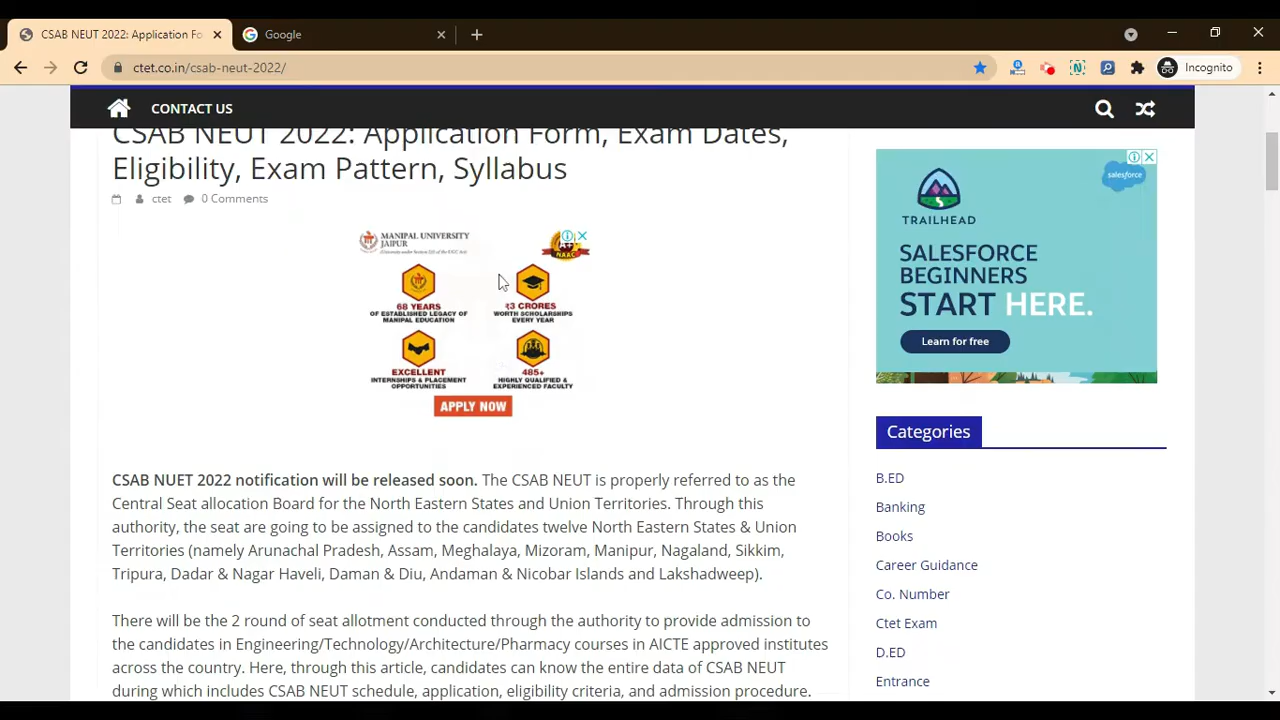 CSAB NEUT 2022: Application Fo
Google
ctet.co.in/csab-neut-2022/
Incognito
CONTACT US
CSAB NEUT 2022: Application Form, Exam Dates,
Eligibility, Exam Pattern, Syllabus
ctet
0 Comments
MANIPAL UNIVERSITY
JAIPUR
NAAC
68 YEARS
OF ESTABLISHED LEGACY OF
MANIPAL EDUCATION
₹3 CRORES
WORTH SCHOLARSHIPS
EVERY YEAR
EXCELLENT
INTERNSHIPS & PLACEMENT
OPPORTUNITIES
485+
HIGHLY QUALIFIED &
EXPERIENCED FACULTY
APPLY NOW
CSAB NUET 2022 notification will be released soon. The CSAB NEUT is properly referred to as the
Central Seat allocation Board for the North Eastern States and Union Territories. Through this
authority, the seat are going to be assigned to the candidates twelve North Eastern States & Union
Territories (namely Arunachal Pradesh, Assam, Meghalaya, Mizoram, Manipur, Nagaland, Sikkim,
Tripura, Dadar & Nagar Haveli, Daman & Diu, Andaman & Nicobar Islands and Lakshadweep).
There will be the 2 round of seat allotment conducted through the authority to provide admission to
the candidates in Engineering/Technology/Architecture/Pharmacy courses in AICTE approved institutes
across the country. Here, through this article, candidates can know the entire data of CSAB NEUT
during which includes CSAB NEUT schedule, application, eligibility criteria, and admission procedure.
salesforce
TRAILHEAD
SALESFORCE
BEGINNERS
START HERE.
Learn for free
Categories
B.ED
Banking
Books
Career Guidance
Co. Number
Ctet Exam
D.ED
Entrance